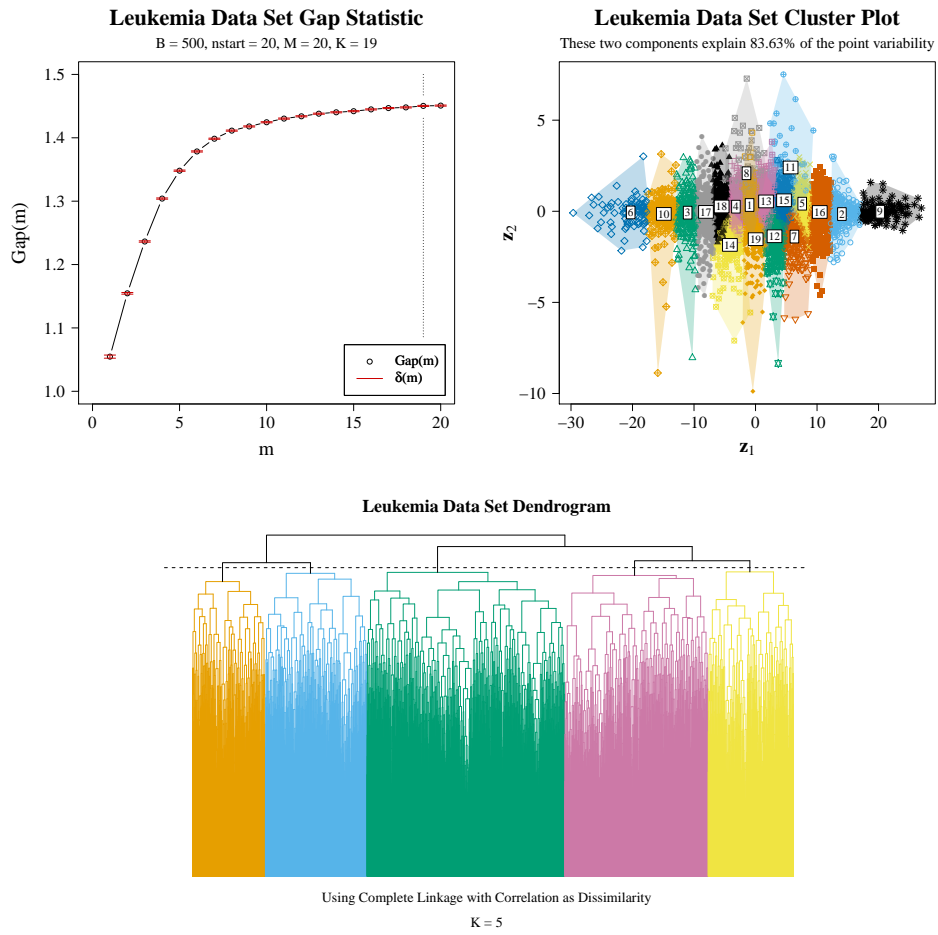 Leukemia Data Set Gap Statistic
B = 500, nstart = 20, M = 20, K = 19
1.5
1.4
1.3
1.2
1.1
1.0
Gap(m)
0 5 10 15 20
m
Gap(m)
δ(m)
Leukemia Data Set Cluster Plot
These two components explain 83.63% of the point variability
5
0
−5
−10
z2
11
8
6 10 3 17 18 4 1 13 15 5 16 2 9
14 19 12 7
−30 −20 −10 0 10 20
z1
Leukemia Data Set Dendrogram
Using Complete Linkage with Correlation as Dissimilarity
K = 5